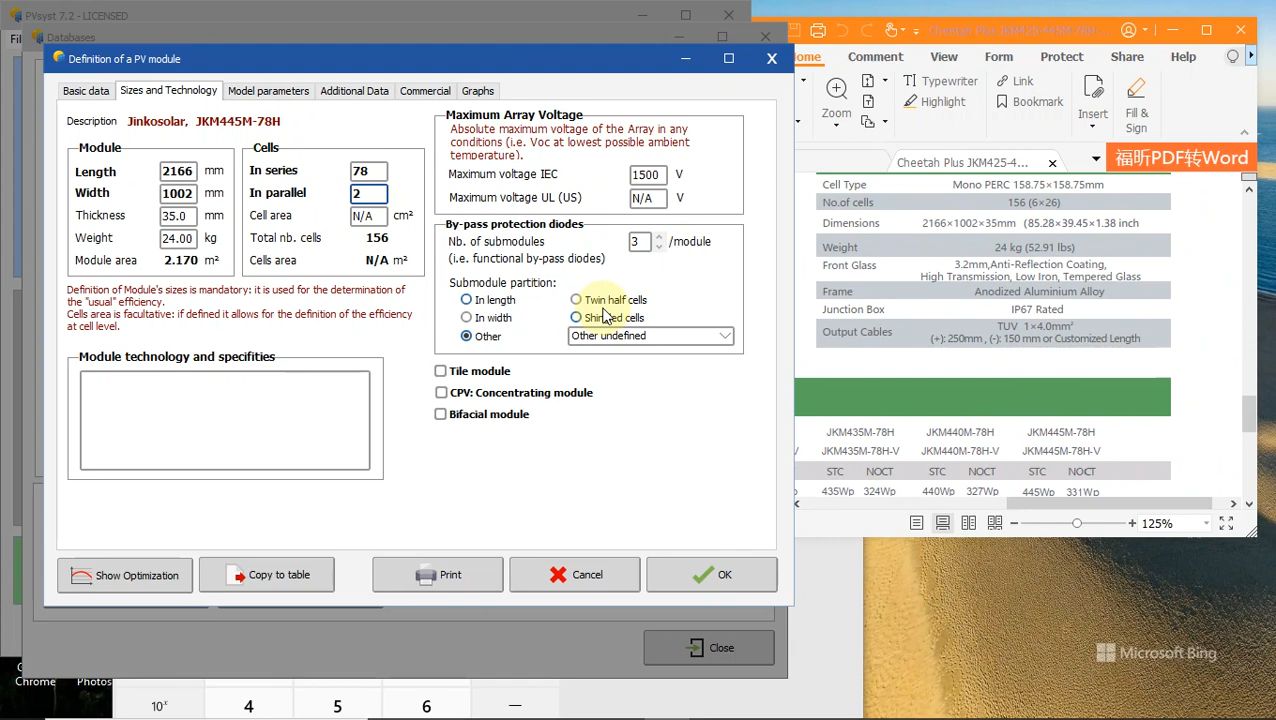 PVsyst 7.2 - LICENSED
Databases
Definition of a PV module
Basic data
Sizes and Technology
Model parameters
Additional Data
Commercial
Graphs
Description Jinkosolar, JKM445M-78H
Module
Length 2166 mm
Width 1002 mm
Thickness 35.0 mm
Weight 24.00 kg
Module area 2.170 m²
Cells
In series 78
In parallel 2
Cell area N/A cm²
Total nb. cells 156
Cells area N/A m²
Definition of Module's sizes is mandatory: it is used for the determination
of the "usual" efficiency.
Cells area is facultative: if defined it allows for the definition of the efficiency
at cell level.
Module technology and specifities
Maximum Array Voltage
Absolute maximum voltage of the Array in any
conditions (i.e. Voc at lowest possible ambient
temperature).
Maximum voltage IEC 1500 V
Maximum voltage UL (US) N/A V
By-pass protection diodes
Nb. of submodules 3 /module
(i.e. functional by-pass diodes)
Submodule partition:
In length
Twin half cells
In width
cells
Other
Other undefined
Tile module
CPV: Concentrating module
Bifacial module
Show Optimization
Copy to table
Print
Cancel
OK
Close
Chrome
Photos
10ˣ 4 5 6 —
Cheetah Plus JKM425-445M 78H-
Home
Comment
View
Form
Protect
Share
Help
Zoom
Typewriter
Highlight
Link
Bookmark
Insert
Fill &
Sign
Cheetah Plus JKM425-4...
福昕PDF转Word
Cell Type Mono PERC 158.75×158.75mm
No.of cells 156 (6×26)
Dimensions 2166×1002×35mm (85.28×39.45×1.38 inch
Weight 24 kg (52.91 lbs)
Front Glass 3.2mm,Anti-Reflection Coating,
High Transmission, Low Iron, Tempered Glass
Frame Anodized Aluminium Alloy
Junction Box IP67 Rated
Output Cables TUV 1×4.0mm²
(+): 250mm , (-): 150 mm or Customized Length
JKM435M-78H JKM440M-78H JKM445M-78H
V JKM435M-78H-V JKM440M-78H-V JKM445M-78H-V
STC NOCT STC NOCT STC NOCT
435Wp 324Wp 440Wp 327Wp 445Wp 331Wp
125%
Microsoft Bing